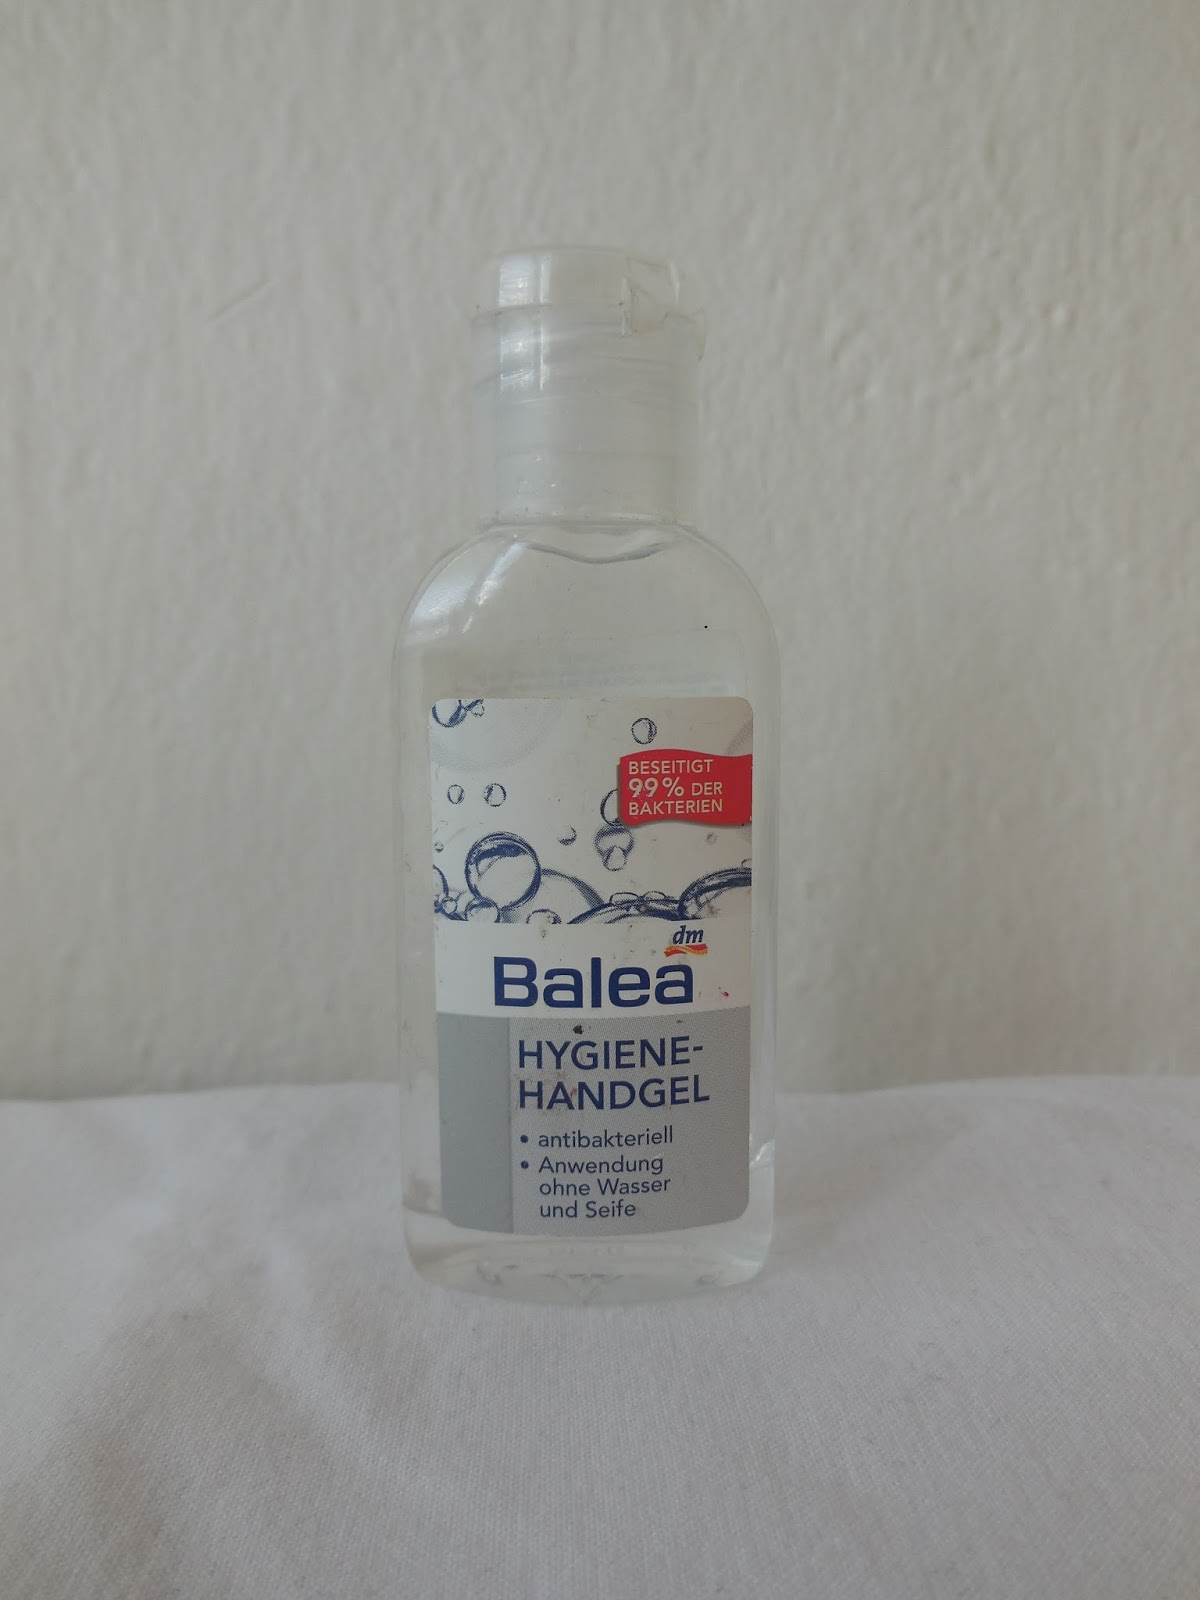 BESEITIGT
99% DER
BAKTERIEN
dm
Balea
HYGIENE-
HANDGEL
• antibakteriell
• Anwendung
ohne Wasser
und Seife